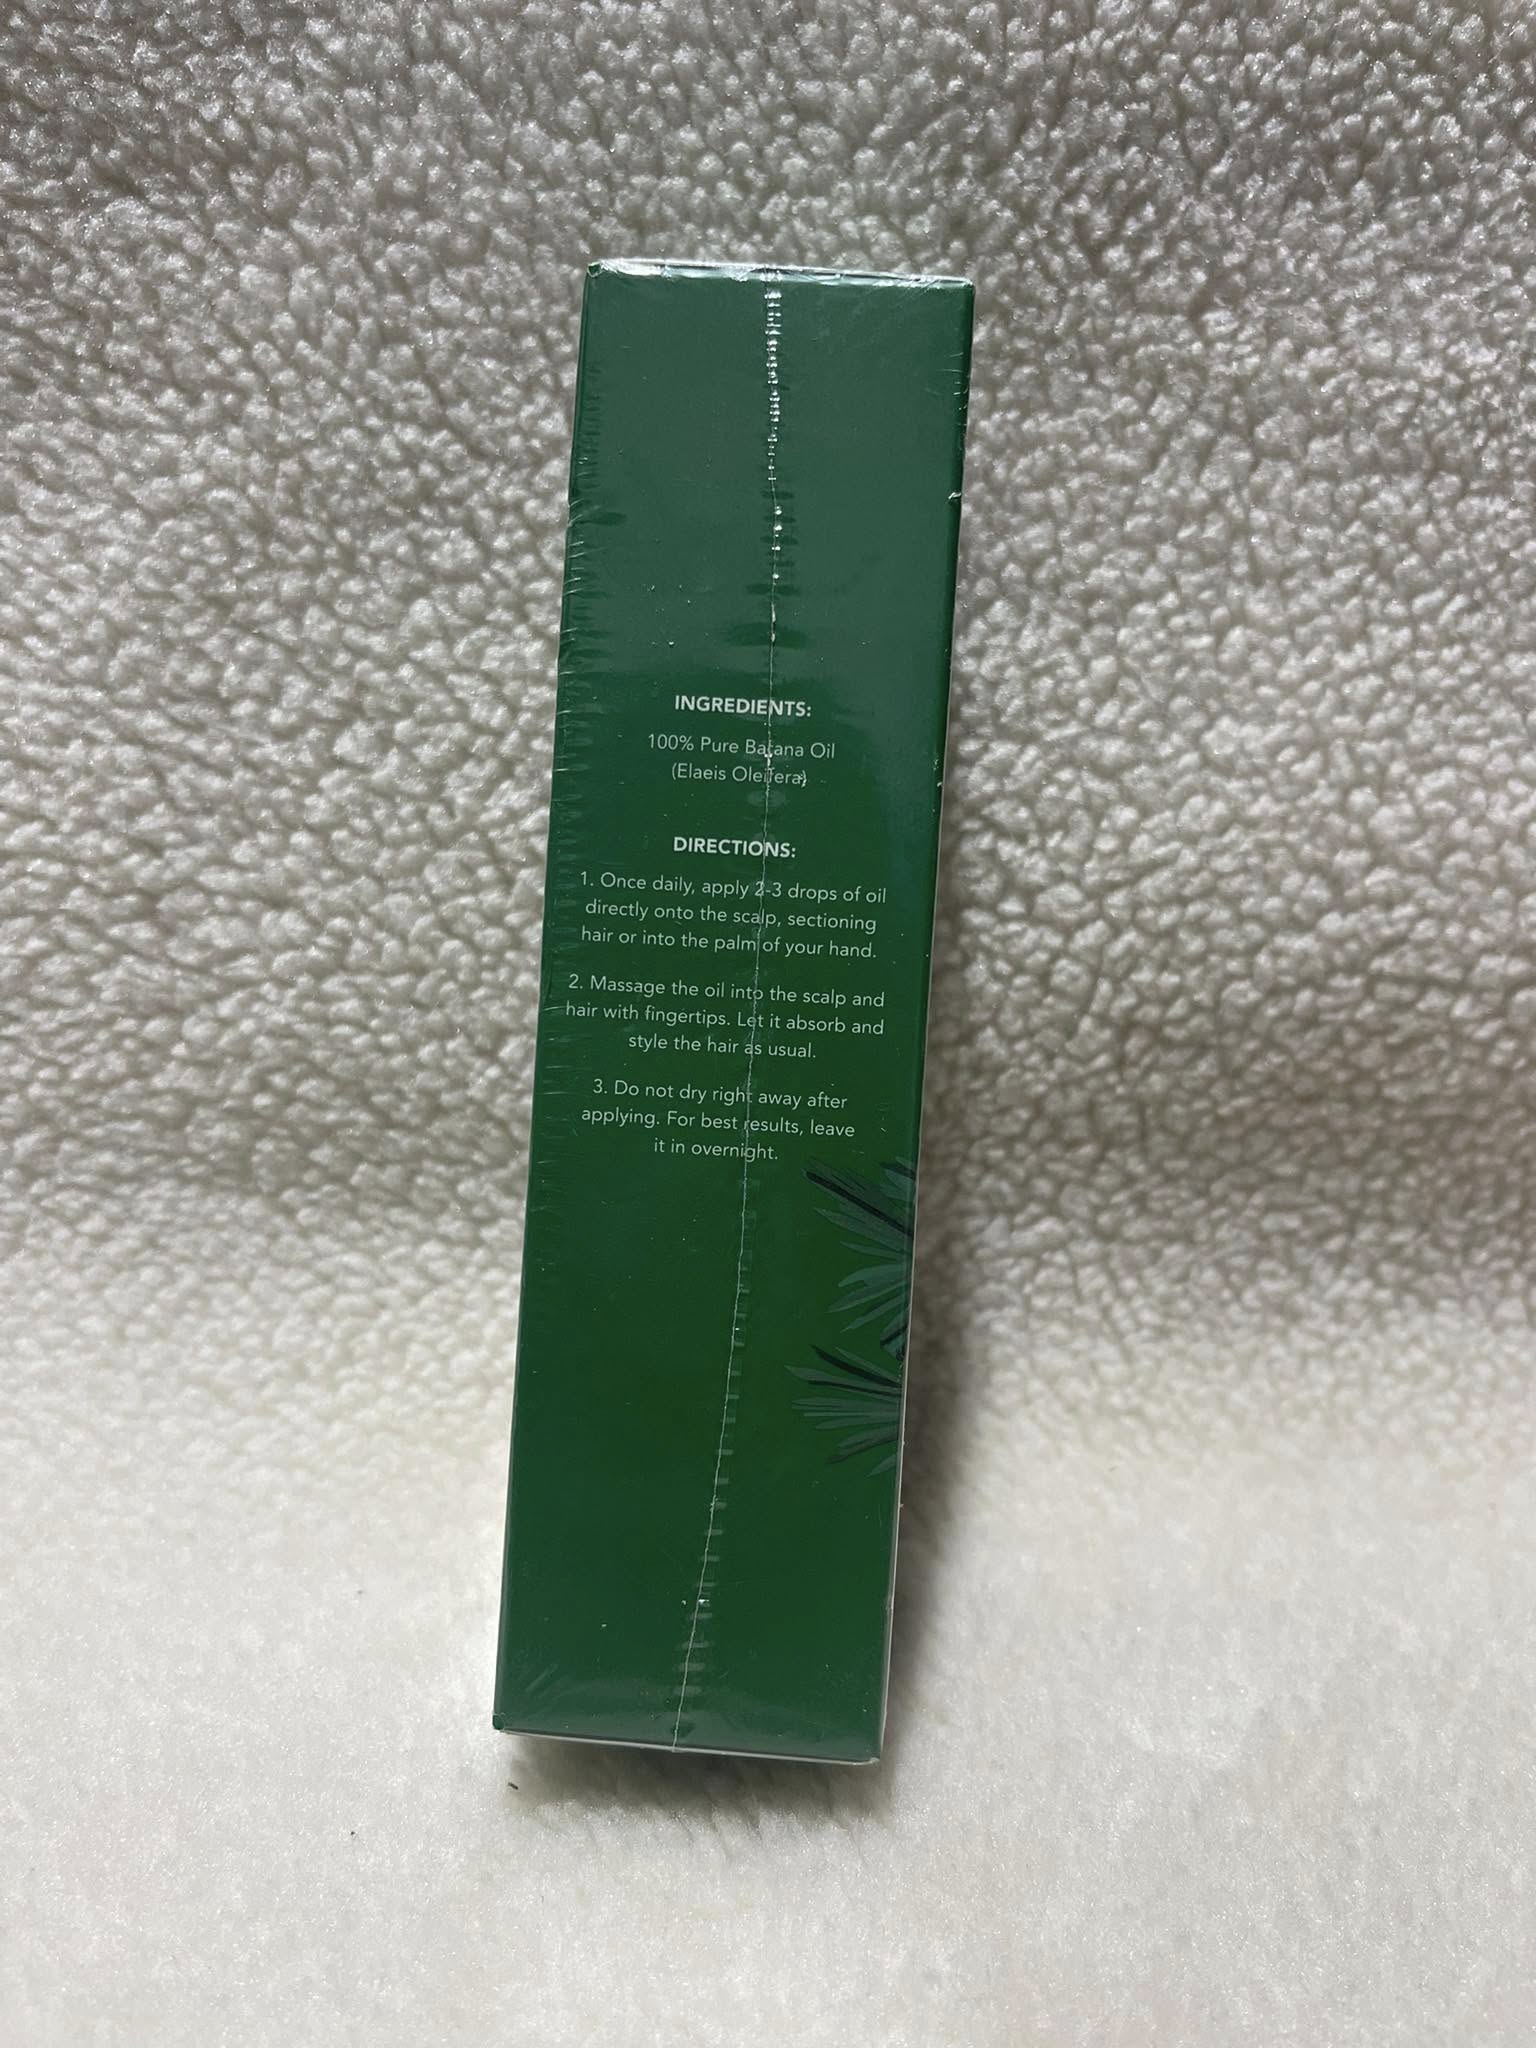 INGREDIENTS:
100% Pure Batana Oil
(Elaeis Oleifera)
DIRECTIONS:
1. Once daily, apply 2-3 drops of oil
directly onto the scalp, sectioning
hair or into the palm of your hand.
2. Massage the oil into the scalp and
hair with fingertips. Let it absorb and
style the hair as usual.
3. Do not dry right away after
applying. For best results, leave
it in overnight.